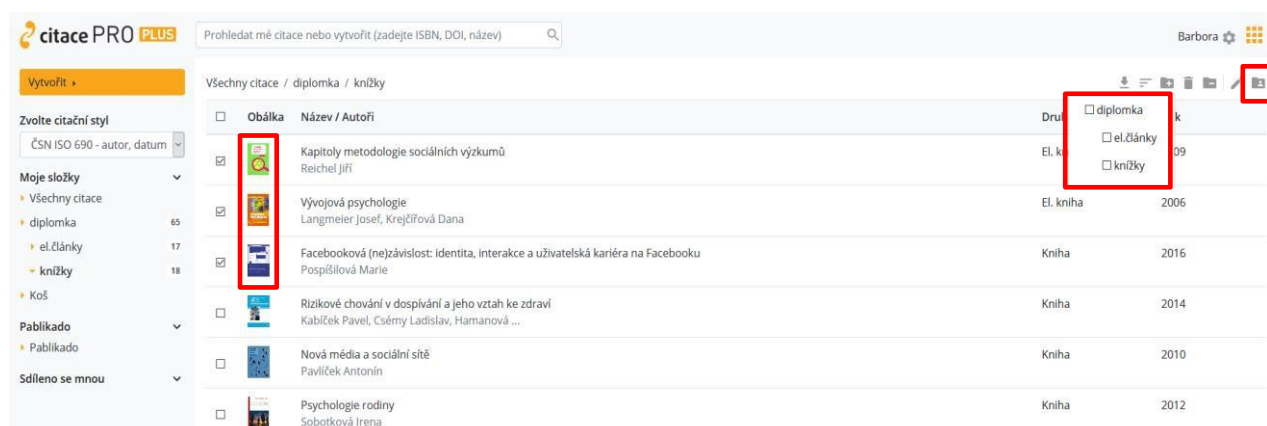 citace PRO PLUS
Prohledat mé citace nebo vytvořit (zadejte ISBN, DOI, název)
Barbora
Vytvořit
Všechny citace / diplomka / knížky
Zvolte citační styl
ČSN ISO 690 - autor, datum
Moje složky
Všechny citace
diplomka 65
el.články 17
knížky 18
Koš
Pablikado
Pablikado
Sdíleno se mnou
Obálka Název / Autoři
diplomka
el.články
knížky
Kapitoly metodologie sociálních výzkumů
Reichel Jiří
Vývojová psychologie El. kniha 2006
Langmeier Josef, Krejčířová Dana
Facebooková (ne)závislost: identita, interakce a uživatelská kariéra na Facebooku Kniha 2016
Pospíšilová Marie
Rizikové chování v dospívání a jeho vztah ke zdraví Kniha 2014
Kabíček Pavel, Csémy Ladislav, Hamanová ...
Nová média a sociální sítě Kniha 2010
Pavlíček Antonín
Psychologie rodiny Kniha 2012
Sobotková Irena